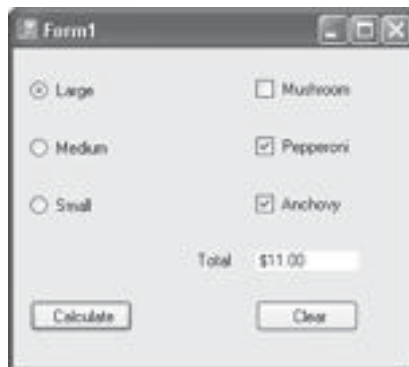 Form1
Large
Mushroom
Medium
Pepperoni
Small
Anchovy
Total $11.00
Calculate
Clear